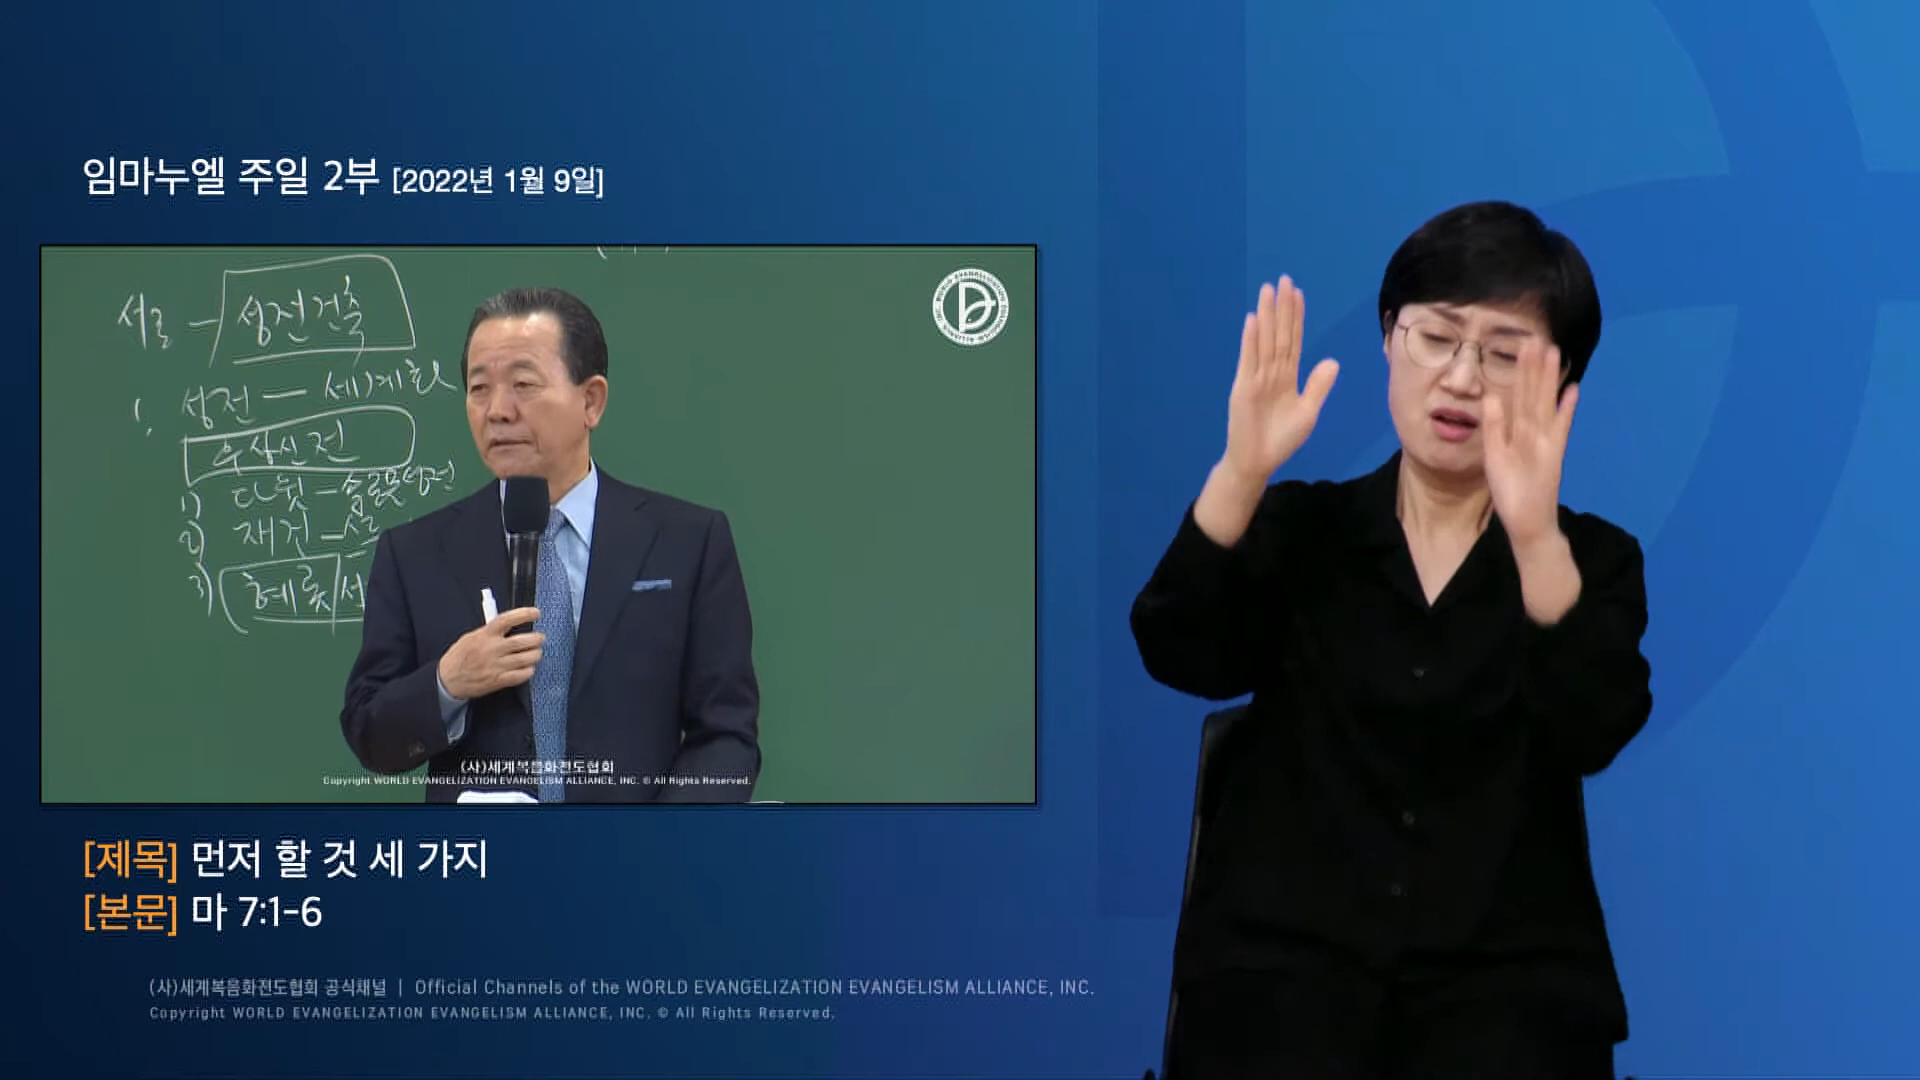 임마누엘 주일 2부 [2022년 1월 9일]
서론 - 성전건축
1. 성전 - 세계화
우상신전
1) 다윗 - 솔로몬성전
2) 재건 - 스
3) 헤롯
(사)세계복음화전도협회
Copyright WORLD EVANGELIZATION EVANGELISM ALLIANCE, INC. © All Rights Reserved.
[제목] 먼저 할 것 세 가지
[본문] 마 7:1-6
(사)세계복음화전도협회 공식채널 | Official Channels of the WORLD EVANGELIZATION EVANGELISM ALLIANCE, INC.
Copyright WORLD EVANGELIZATION EVANGELISM ALLIANCE, INC. © All Rights Reserved.